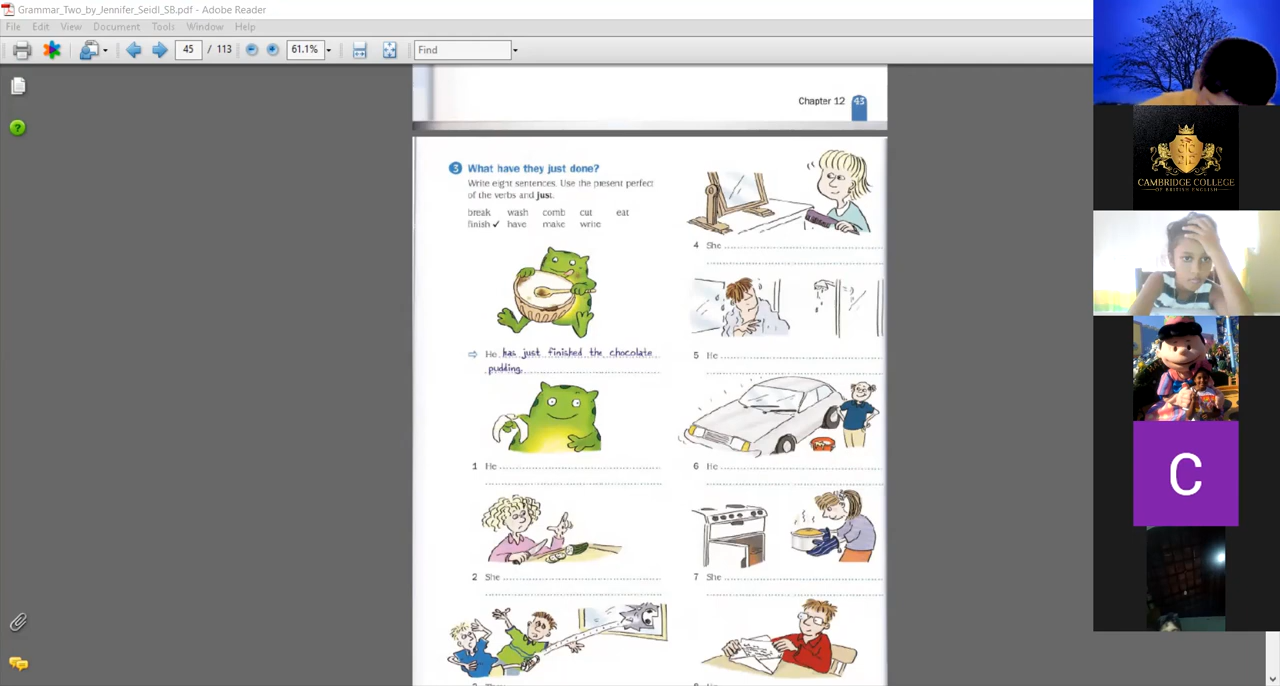 Grammar_Two_by_Jennifer_Seidl_SB.pdf - Adobe Reader
File Edit View Document Tools Window Help
45 / 113 61.1% Find
Chapter 12 43
3 What have they just done?
Write eight sentences. Use the present perfect
of the verbs and just.
break wash comb cut eat
finish ✓ have make write
⇨ He has just finished the chocolate
pudding.
1 He
2 She
4 She
5 He
6 He
7 She
CAMBRIDGE COLLEGE
OF BRITISH ENGLISH
C